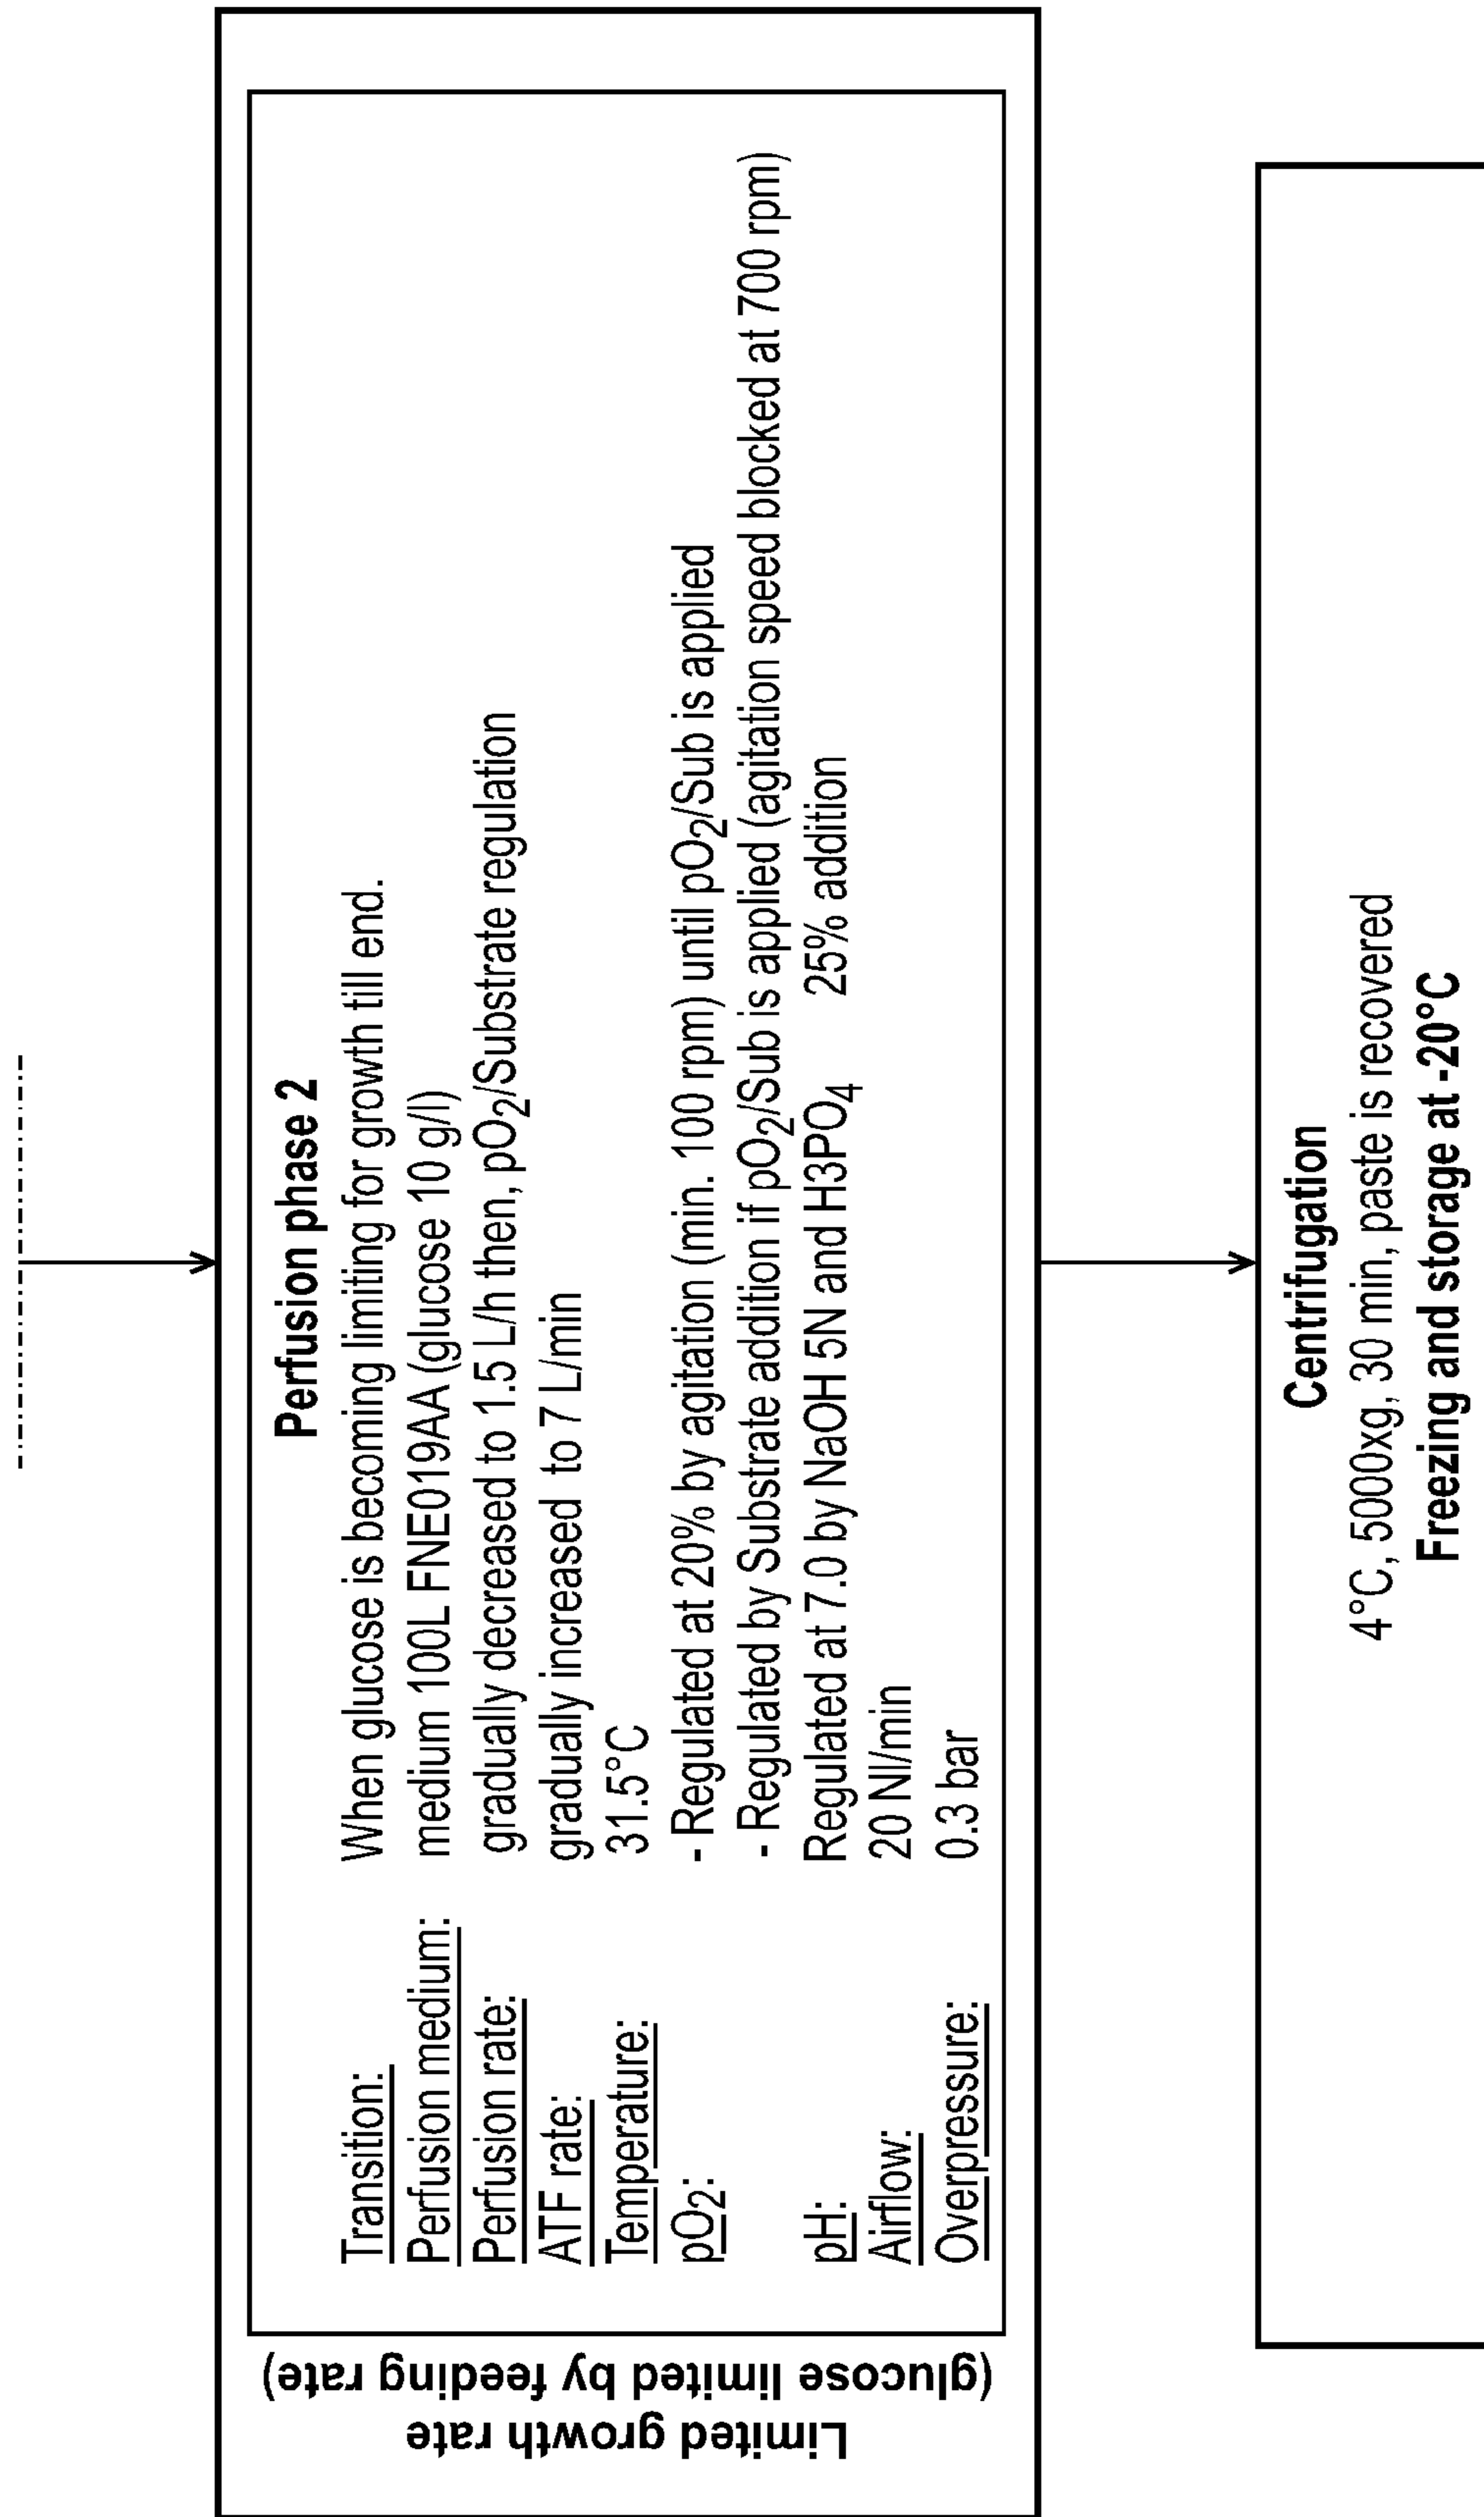 Limited growth rate
(glucose limited by feeding rate)
Perfusion phase 2
Transition: When glucose is becoming limiting for growth till end.
Perfusion medium: medium 100L FNE019AA (glucose 10 g/l)
Perfusion rate: gradually decreased to 1.5 L/h then, pO2/Substrate regulation
ATF rate: gradually increased to 7 L/min
Temperature: 31.5°C
pO2: - Regulated at 20% by agitation (min. 100 rpm) until pO2/Sub is applied
- Regulated by Substrate addition if pO2/Sub is applied (agitation speed blocked at 700 rpm)
pH: Regulated at 7.0 by NaOH 5N and H3PO4 25% addition
Airflow: 20 Nl/min
Overpressure: 0.3 bar
Centrifugation
4°C, 5000xg, 30 min, paste is recovered
Freezing and storage at -20°C